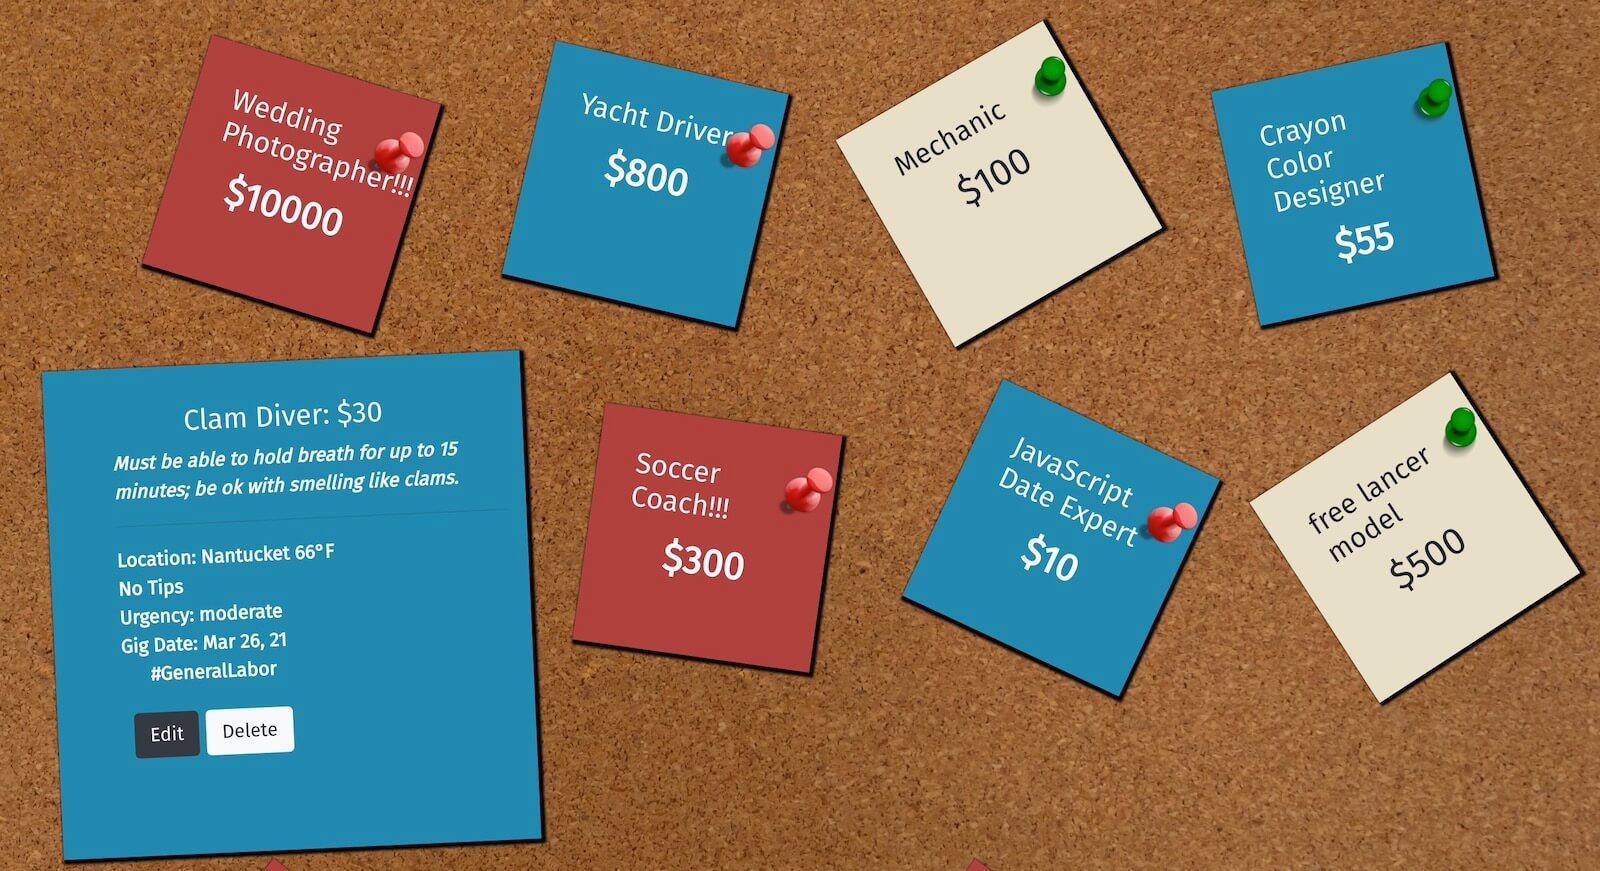 Wedding
Photographer!!!
$10000
Yacht Driver
$800
Mechanic
$100
Crayon
Color
Designer
$55
Clam Diver: $30
Must be able to hold breath for up to 15
minutes; be ok with smelling like clams.
Location: Nantucket 66°F
No Tips
Urgency: moderate
Gig Date: Mar 26, 21
#GeneralLabor
Edit
Delete
Soccer
Coach!!!
$300
JavaScript
Date Expert
$10
free lancer
model
$500